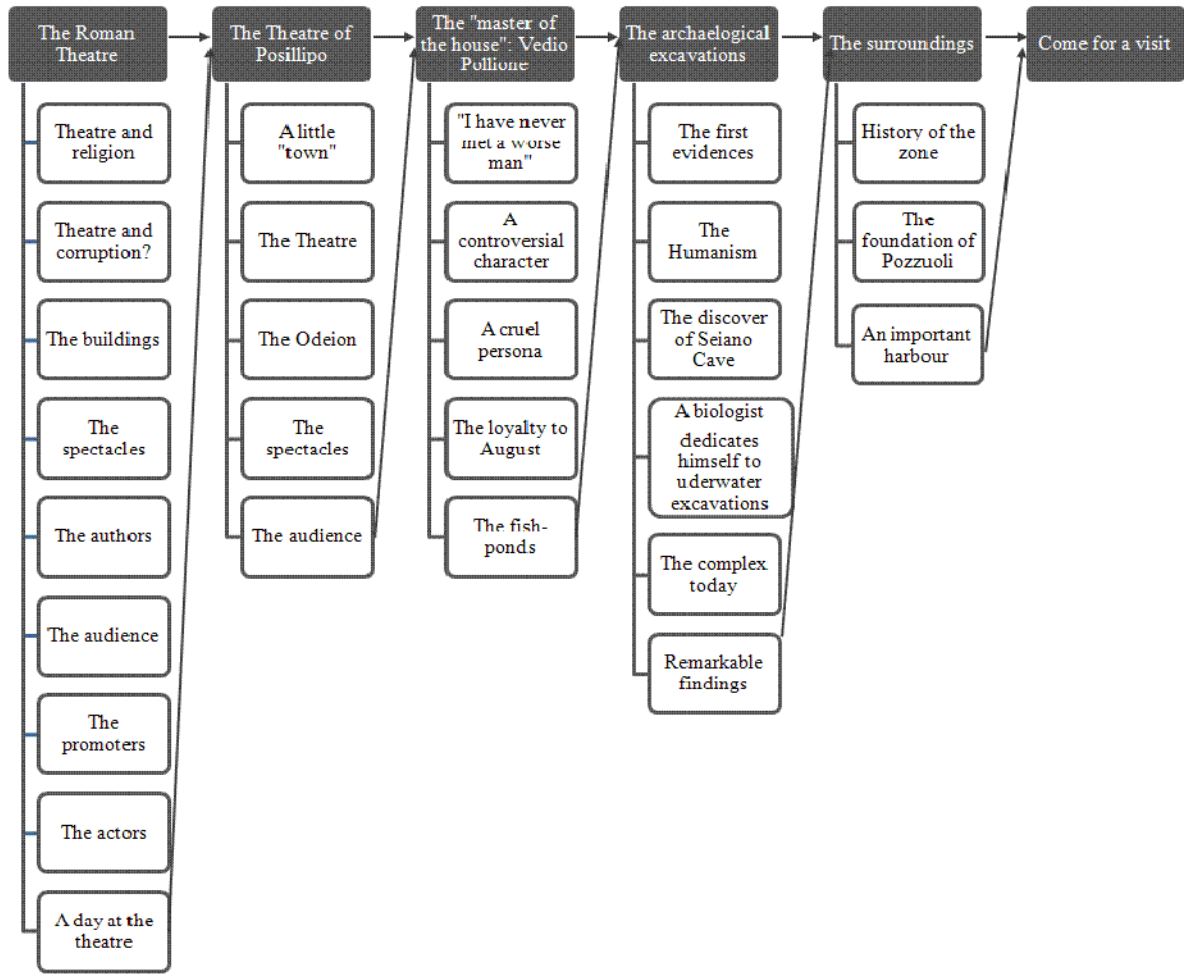 The Roman
Theatre
The Theatre of
Posillipo
The "master of
the house": Vedio
Pollione
The archaelogical
excavations
The surroundings
Come for a visit
Theatre and
religion
Theatre and
corruption?
The buildings
The
spectacles
The authors
The audience
The
promoters
The actors
A day at the
theatre
A little
"town"
The Theatre
The Odeion
The
spectacles
The audience
"I have never
met a worse
man"
A
controversial
character
A cruel
persona
The loyalty to
August
The fish-
ponds
The first
evidences
The
Humanism
The discover
of Seiano
Cave
A biologist
dedicates
himself to
uderwater
excavations
The complex
today
Remarkable
findings
History of the
zone
The
foundation of
Pozzuoli
An important
harbour